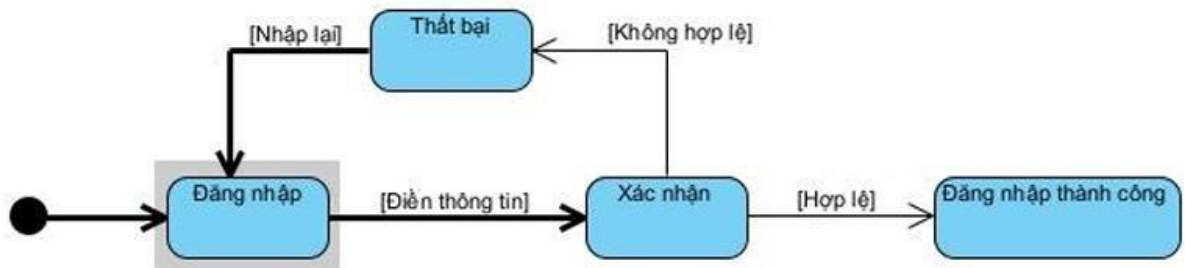 Thất bại
[Nhập lại]
[Không hợp lệ]
Đăng nhập
[Điền thông tin]
Xác nhận
[Hợp lệ]
Đăng nhập thành công